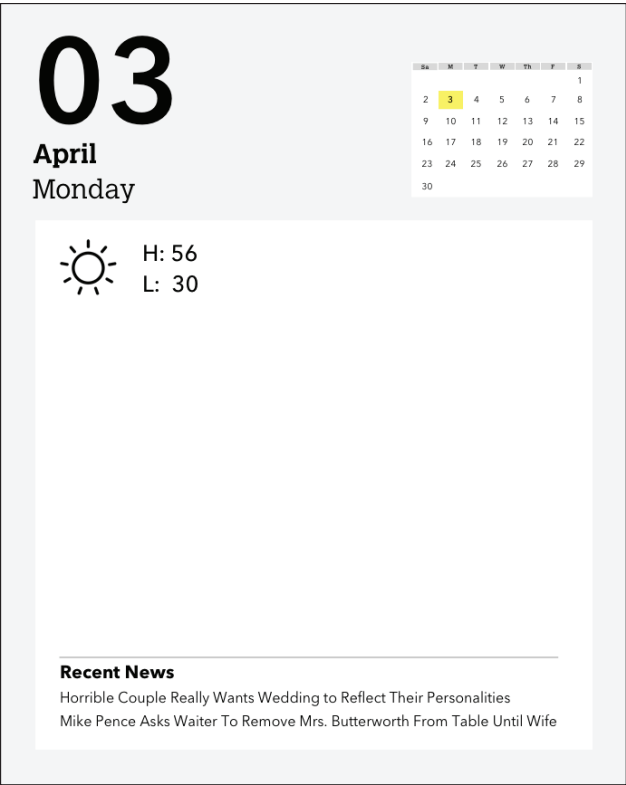 03
April
Monday
Sa M T W Th F S
1
2 3 4 5 6 7 8
9 10 11 12 13 14 15
16 17 18 19 20 21 22
23 24 25 26 27 28 29
30
H: 56
L: 30
Recent News
Horrible Couple Really Wants Wedding to Reflect Their Personalities
Mike Pence Asks Waiter To Remove Mrs. Butterworth From Table Until Wife